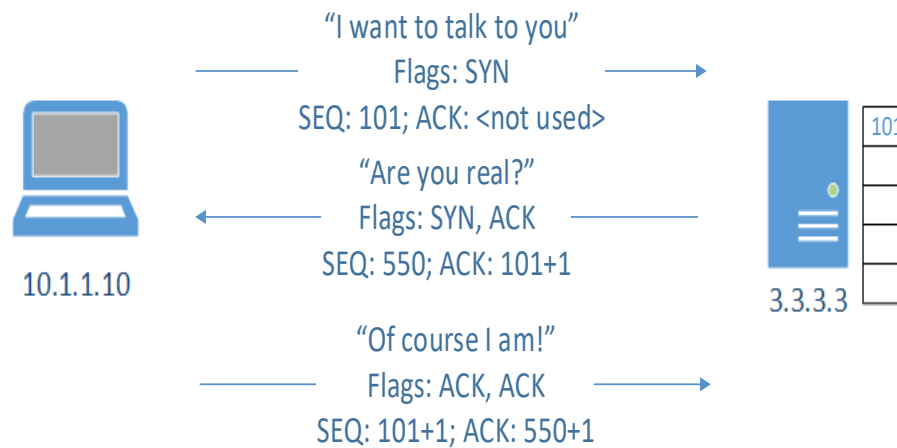 “I want to talk to you”
Flags: SYN
SEQ: 101; ACK: <not used>
“Are you real?”
Flags: SYN, ACK
SEQ: 550; ACK: 101+1
“Of course I am!”
Flags: ACK, ACK
SEQ: 101+1; ACK: 550+1
10.1.1.10
3.3.3.3
101